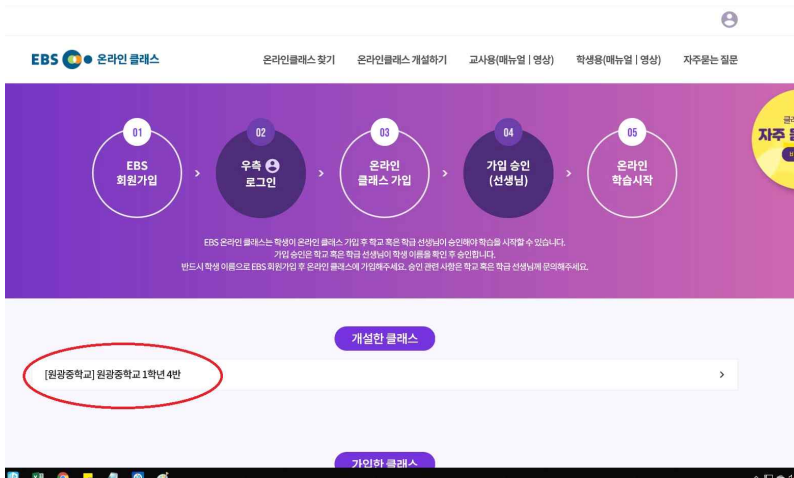 EBS 온라인 클래스
온라인클래스 찾기 온라인클래스 개설하기 교사용(매뉴얼 | 영상) 학생용(매뉴얼 | 영상) 자주묻는 질문
01
EBS
회원가입
02
우측
로그인
03
온라인
클래스 가입
04
가입 승인
(선생님)
05
온라인
학습시작
자주
EBS 온라인 클래스는 학생이 온라인 클래스 가입 후 학교 혹은 학급 선생님이 승인해야 학습을 시작할 수 있습니다.
가입 승인은 학교 혹은 학급 선생님이 학생 이름을 확인 후 승인합니다.
반드시 학생 이름으로 EBS 회원가입 후 온라인 클래스에 가입해주세요. 승인 관련 사항은 학교 혹은 학급 선생님께 문의해주세요.
개설한 클래스
[원광중학교] 원광중학교 1학년 4반
가입한 클래스